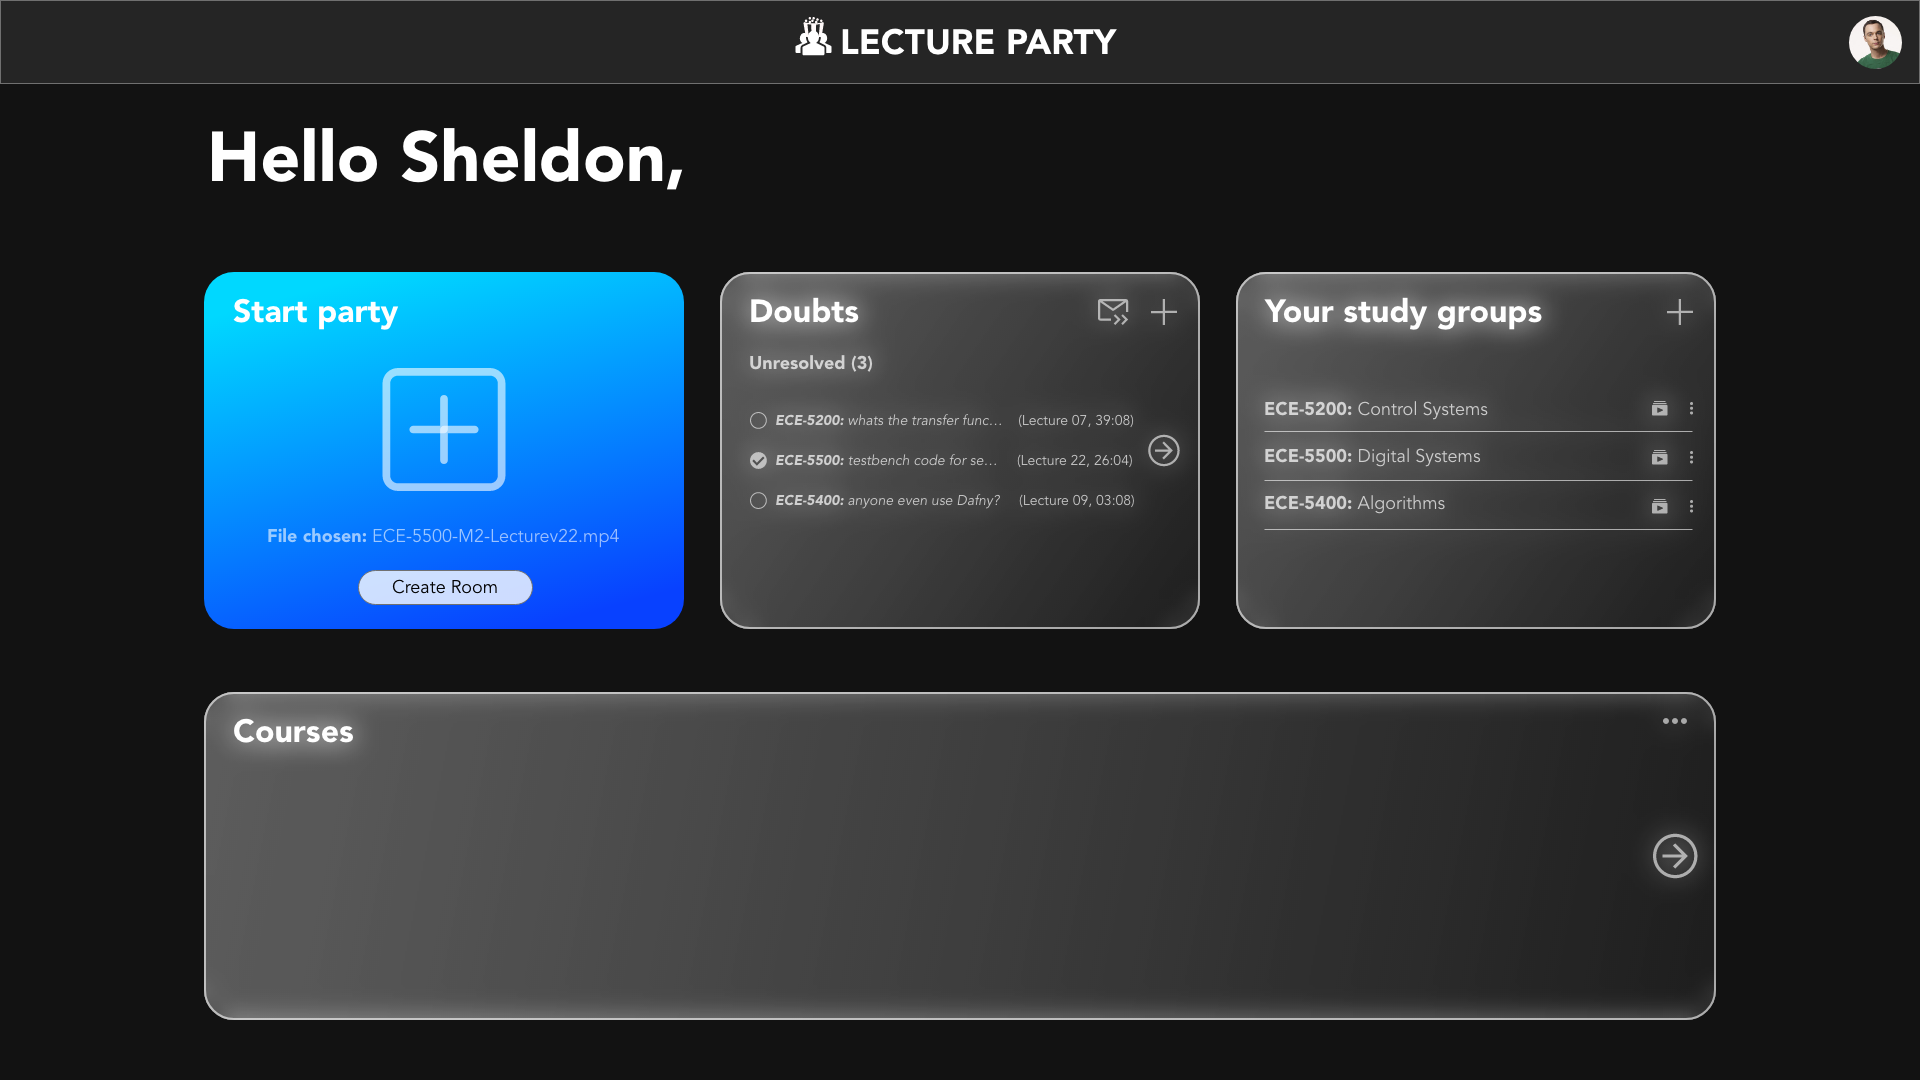 LECTURE PARTY
Hello Sheldon,
Start party
File chosen: ECE-5500-M2-Lecturev22.mp4
Create Room
Doubts
Unresolved (3)
ECE-5200: whats the transfer func... (Lecture 07, 39:08)
ECE-5500: testbench code for se... (Lecture 22, 26:04)
ECE-5400: anyone even use Dafny? (Lecture 09, 03:08)
Your study groups
ECE-5200: Control Systems
ECE-5500: Digital Systems
ECE-5400: Algorithms
Courses